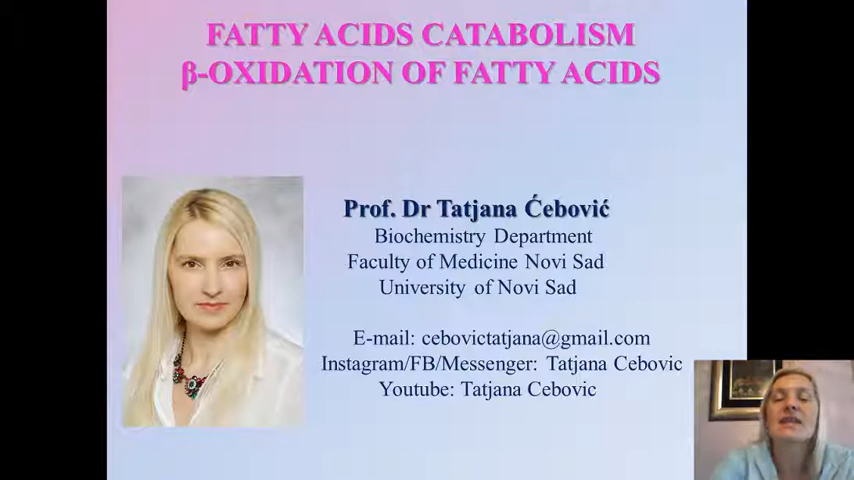 FATTY ACIDS CATABOLISM
β-OXIDATION OF FATTY ACIDS
Prof. Dr Tatjana Ćebović
Biochemistry Department
Faculty of Medicine Novi Sad
University of Novi Sad
E-mail: cebovictatjana@gmail.com
Instagram/FB/Messenger: Tatjana Cebovic
Youtube: Tatjana Cebovic